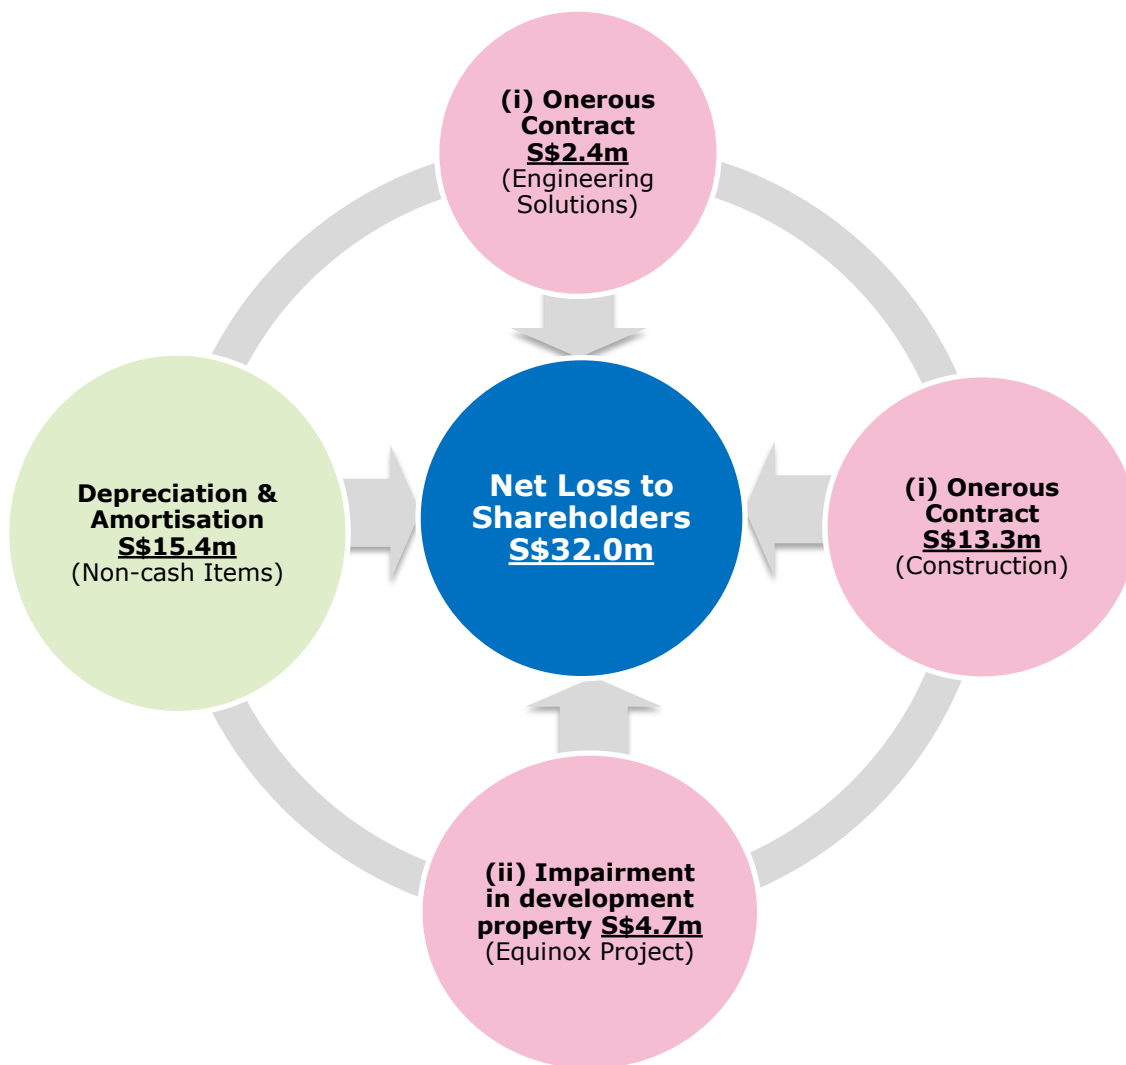 (i) Onerous
Contract
S$2.4m
(Engineering
Solutions)
Depreciation &
Amortisation
S$15.4m
(Non-cash Items)
Net Loss to
Shareholders
S$32.0m
(i) Onerous
Contract
S$13.3m
(Construction)
(ii) Impairment
in development
property S$4.7m
(Equinox Project)